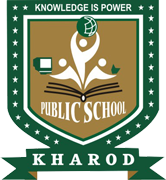 KNOWLEDGE IS POWER
PUBLIC SCHOOL
KHAROD